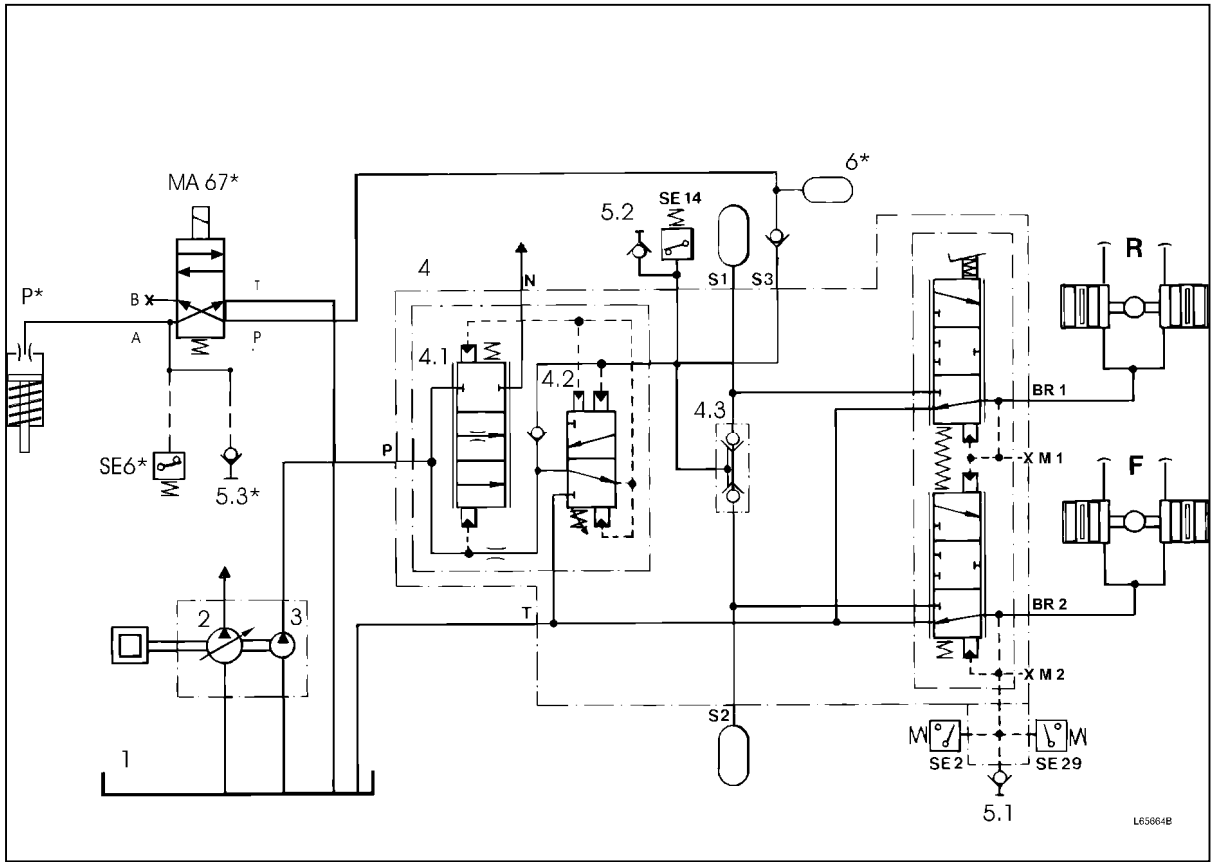 6*
MA 67*
SE 14
5.2
R
4
N
S1
S3
P*
B x
T
A
P
4.1
4.2
4.3
BR 1
P
X M 1
SE6*
5.3*
F
2
3
T
BR 2
X M 2
1
S2
SE 2
SE 29
5.1
L65664B